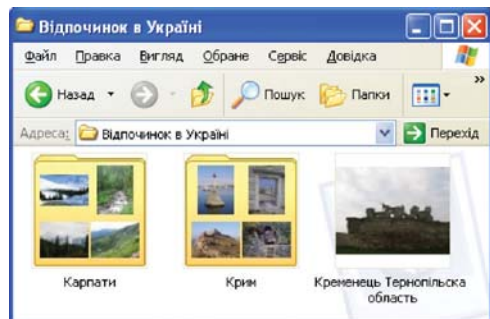 Відпочинок в Україні
Файл Правка Вигляд Обране Сервіс Довідка
Назад Пошук Папки »
Адреса: Відпочинок в Україні Перехід
Карпати Крим Кременець Тернопільска
область